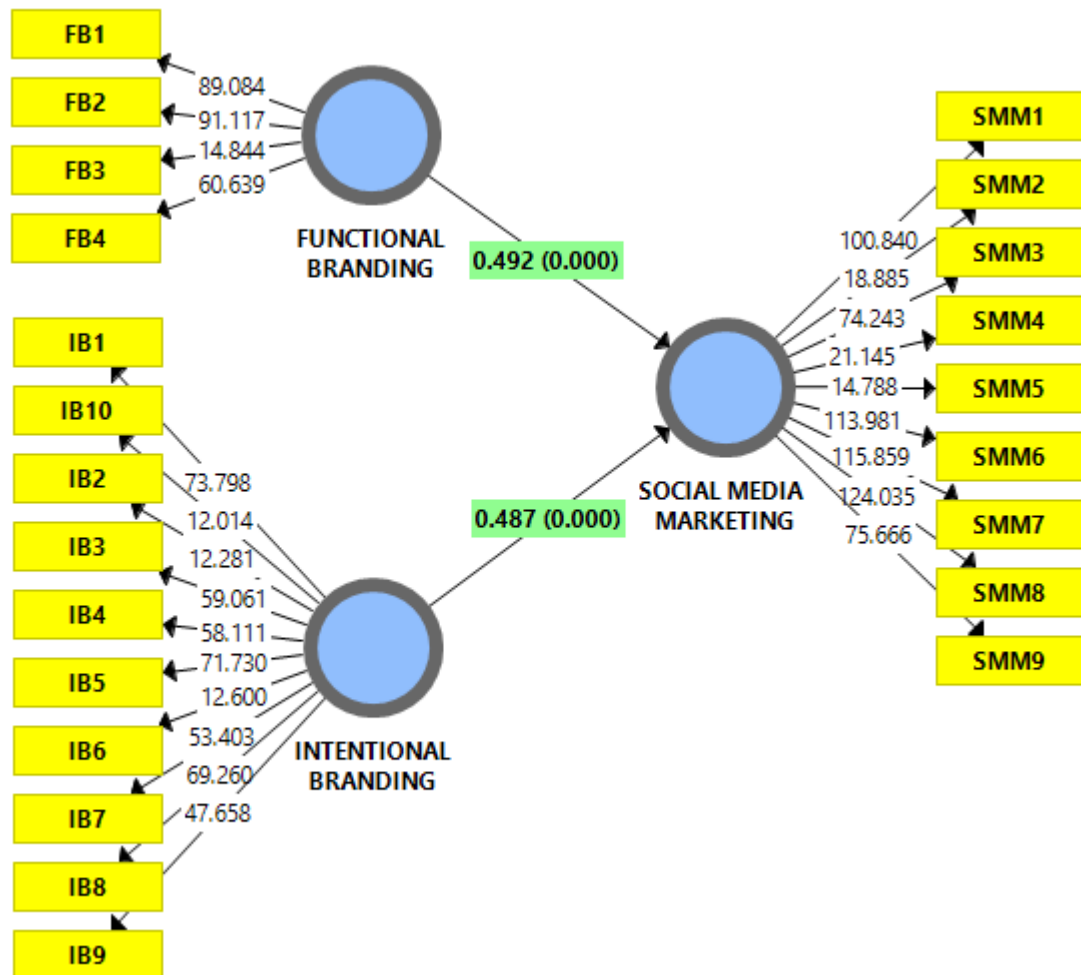 FB1
FB2
FB3
FB4
89.084
91.117
14.844
60.639
FUNCTIONAL
BRANDING
0.492 (0.000)
IB1
IB10
IB2
IB3
IB4
IB5
IB6
IB7
IB8
IB9
73.798
12.014
12.281
59.061
58.111
71.730
12.600
53.403
69.260
47.658
INTENTIONAL
BRANDING
0.487 (0.000)
SOCIAL MEDIA
MARKETING
100.840
18.885
74.243
21.145
14.788
113.981
115.859
124.035
75.666
SMM1
SMM2
SMM3
SMM4
SMM5
SMM6
SMM7
SMM8
SMM9